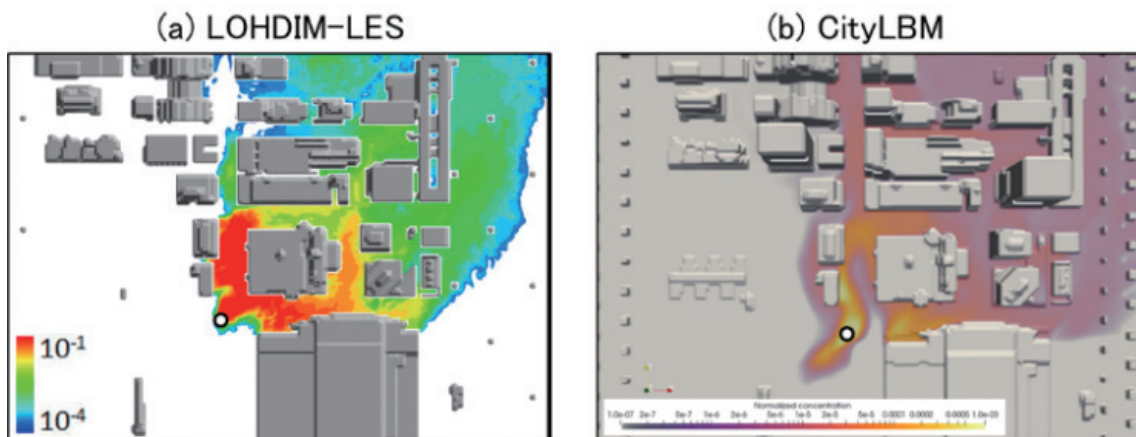 (a) LOHDIM-LES
(b) CityLBM
10⁻¹
10⁻⁴
Normalized concentration
1.0e-07 2e-7 5e-7 1e-6 2e-6 5e-6 1e-5 2e-5 5e-5 0.0001 0.0002 0.0005 1.0e-03